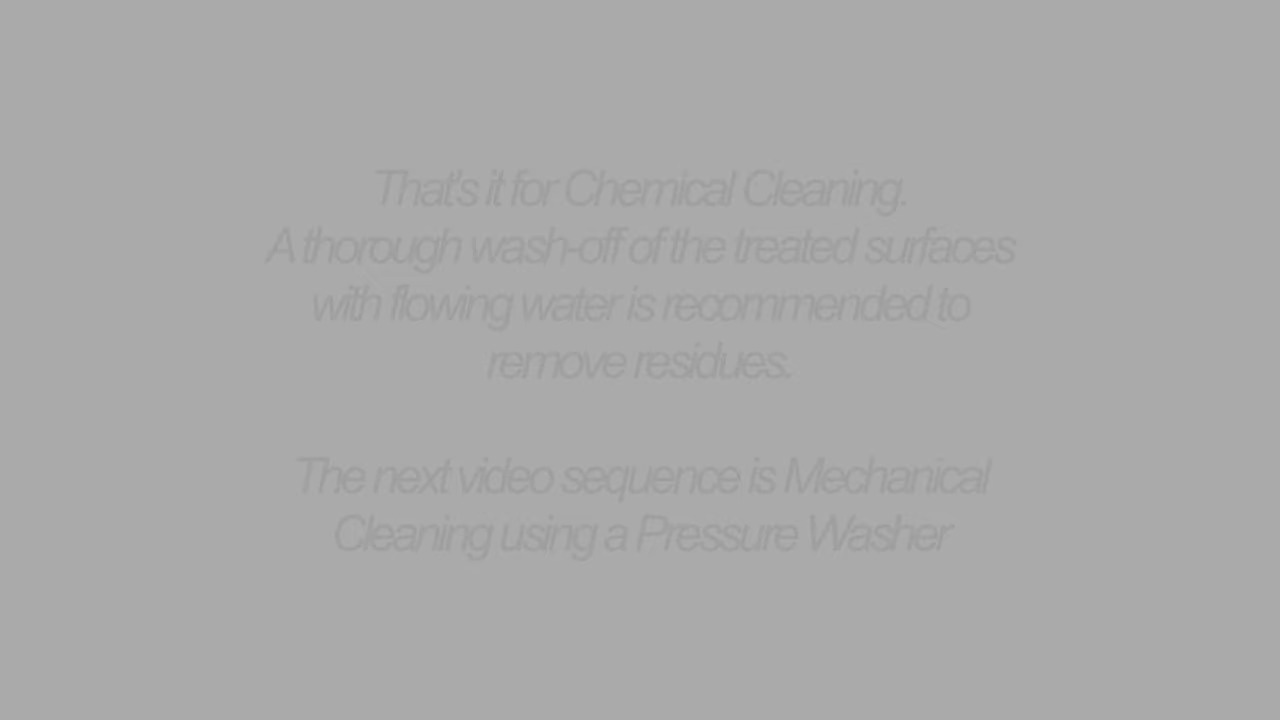 That's it for Chemical Cleaning.
A thorough wash-off of the treated surfaces
with flowing water is recommended to
remove residues.
The next video sequence is Mechanical
Cleaning using a Pressure Washer